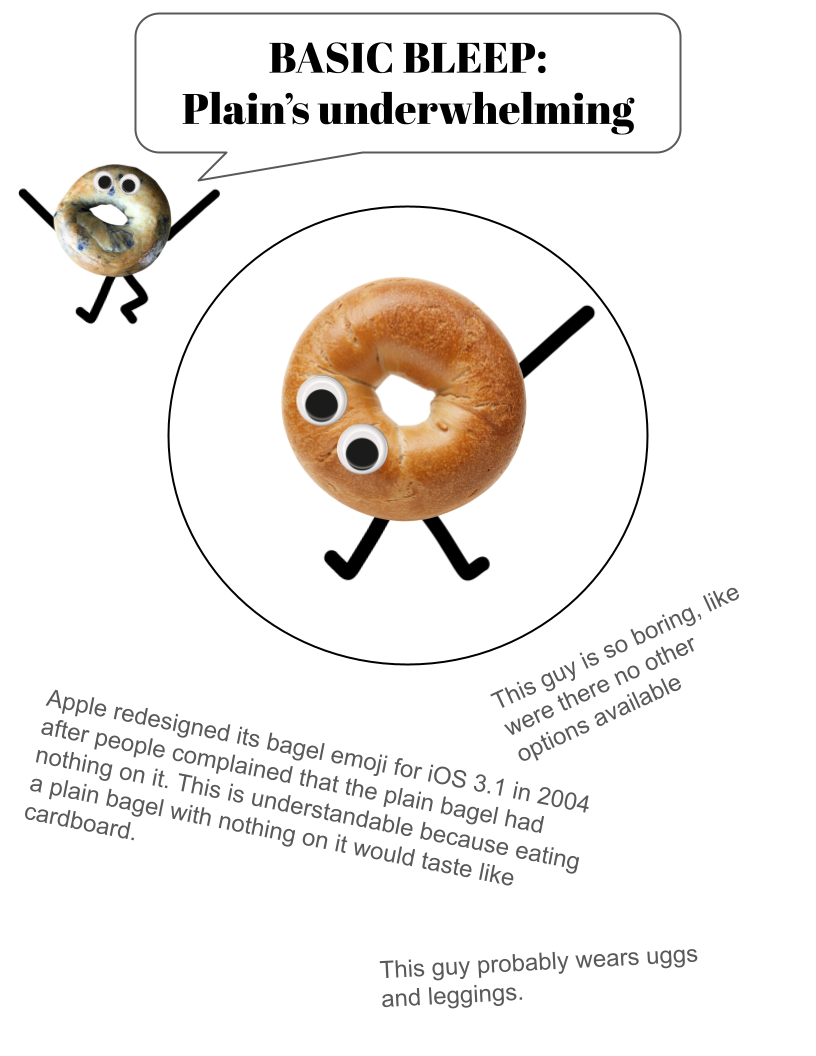 BASIC BLEEP:
Plain’s underwhelming
This guy is so boring, like
were there no other
options available
Apple redesigned its bagel emoji for iOS 3.1 in 2004
after people complained that the plain bagel had
nothing on it. This is understandable because eating
a plain bagel with nothing on it would taste like
cardboard.
This guy probably wears uggs
and leggings.